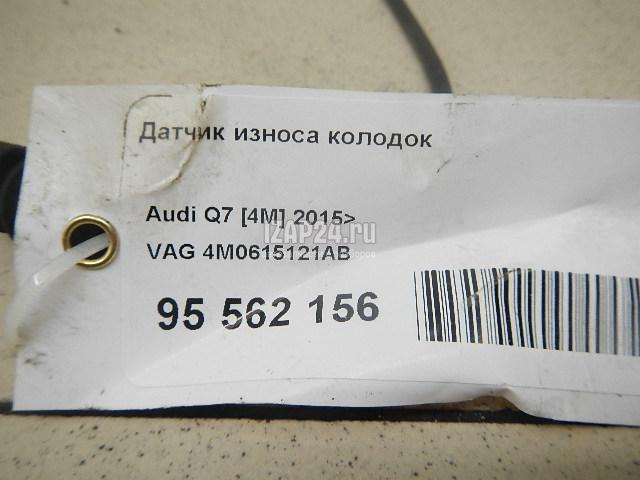 Датчик износа колодок
Audi Q7 [4M] 2015>
IZAP24.ru
VAG 4M0615121AB
95 562 156